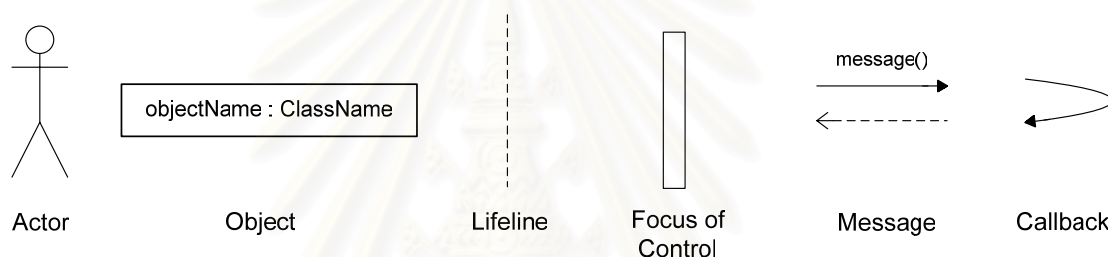 message()
objectName : ClassName
Actor
Object
Lifeline
Focus of
Control
Message
Callback